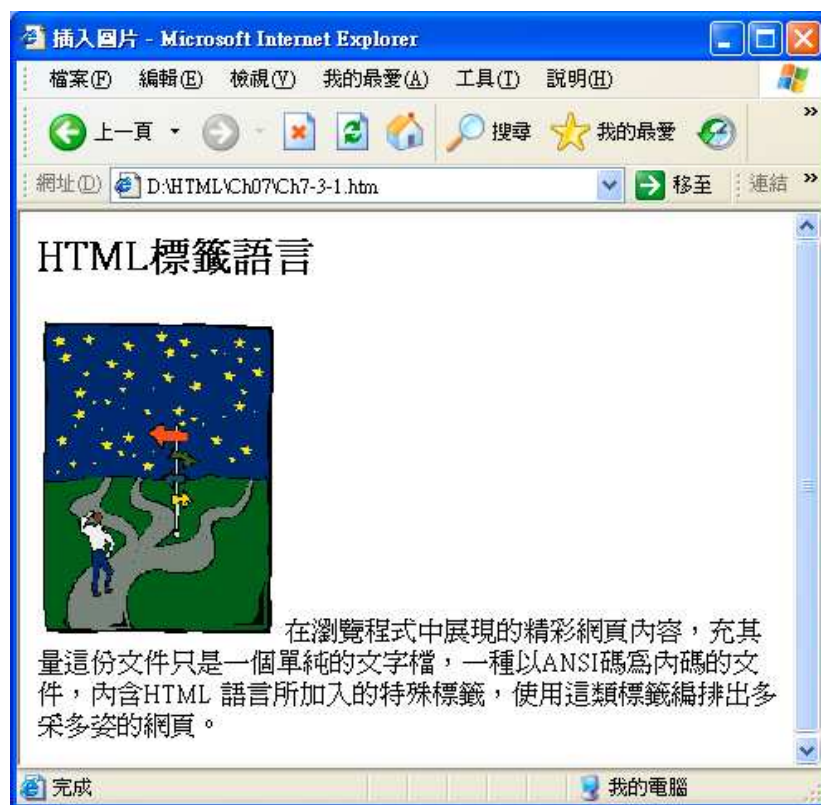 插入圖片 - Microsoft Internet Explorer
檔案(F) 編輯(E) 檢視(V) 我的最愛(A) 工具(T) 說明(H)
上一頁 搜尋 我的最愛 »
網址(D) D:\HTML\Ch07\Ch7-3-1.htm 移至 連結 »
HTML標籤語言
在瀏覽程式中展現的精彩網頁內容，充其
量這份文件只是一個單純的文字檔，一種以ANSI碼為內碼的文
件，內含HTML 語言所加入的特殊標籤，使用這類標籤編排出多
采多姿的網頁。
完成 我的電腦